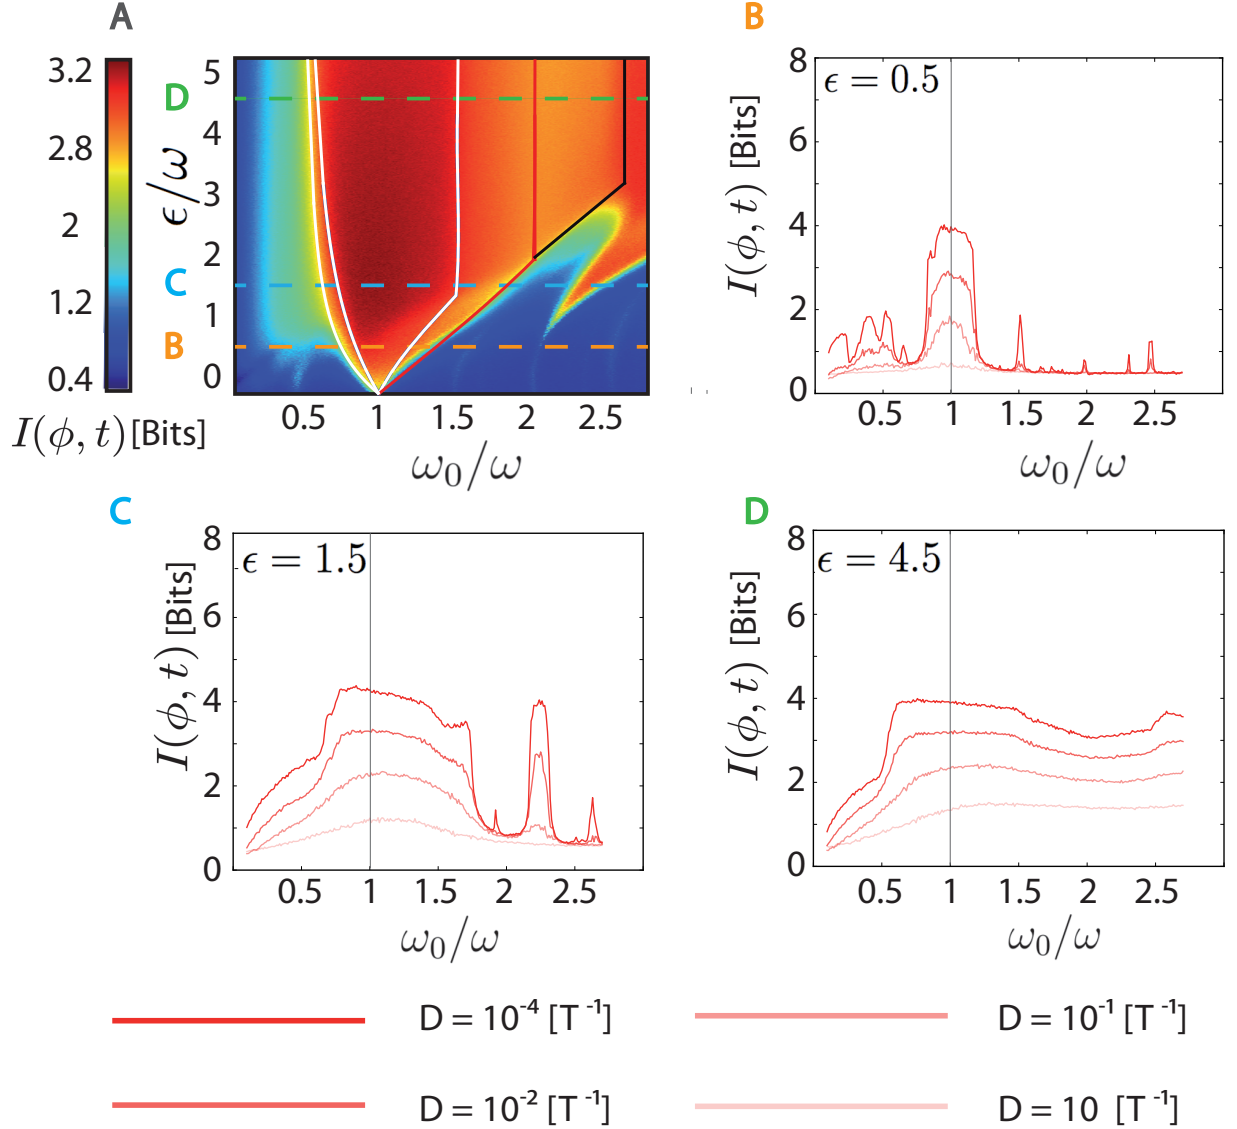 A
3.2
2.8
2
1.2
0.4
I(ϕ, t) [Bits]
ϵ/ω
5
4
3
2
1
0
D
C
B
0.5 1 1.5 2 2.5
ω₀/ω
B
ϵ = 0.5
I(ϕ, t) [Bits]
8
6
4
2
0
0.5 1 1.5 2 2.5
ω₀/ω
C
ϵ = 1.5
I(ϕ, t) [Bits]
8
6
4
2
0
0.5 1 1.5 2 2.5
ω₀/ω
D
ϵ = 4.5
I(ϕ, t) [Bits]
8
6
4
2
0
0.5 1 1.5 2 2.5
ω₀/ω
D = 10⁻⁴ [T⁻¹]
D = 10⁻¹ [T⁻¹]
D = 10⁻² [T⁻¹]
D = 10 [T⁻¹]